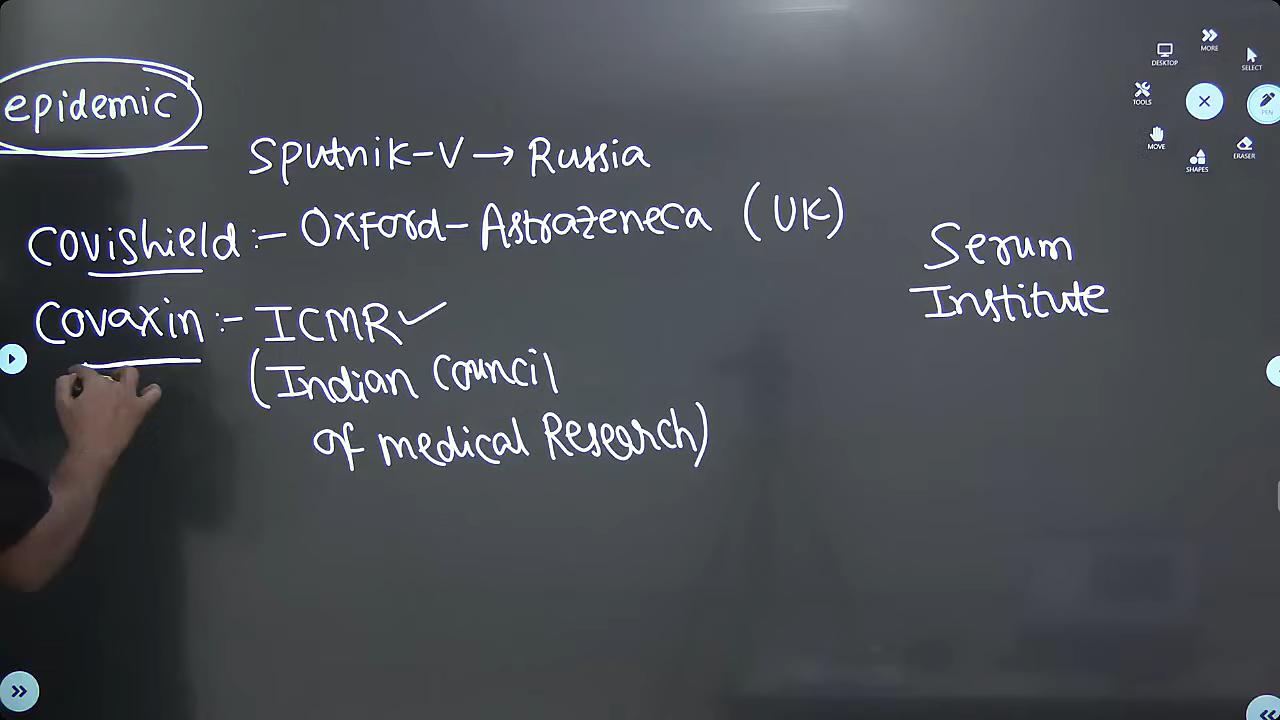 epidemic
Sputnik-V → Russia
Covishield :- Oxford-Astrazeneca (UK)
Serum
Institute
Covaxin :- ICMR ✓
(Indian Council
of medical Research)
MORE
DESKTOP
SELECT
TOOLS
PEN
MOVE
SHAPES
ERASER